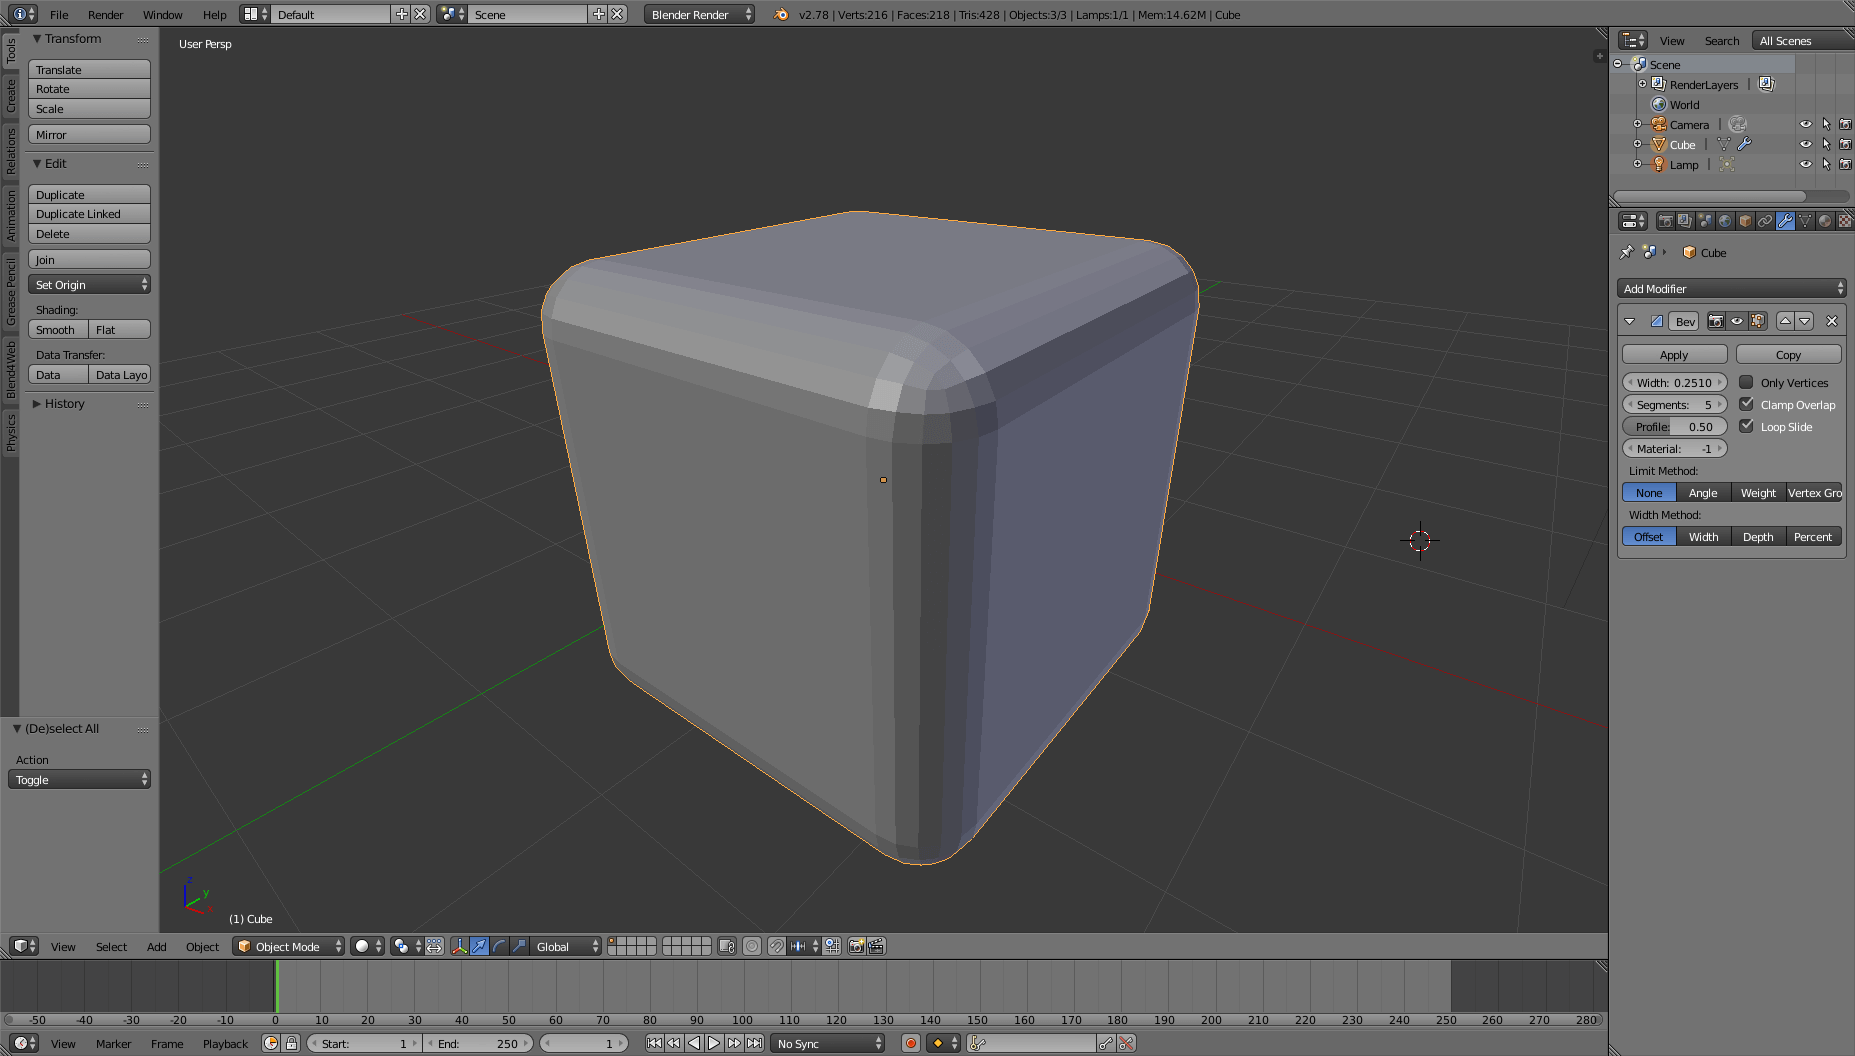 File Render Window Help Default Scene Blender Render v2.78 | Verts:216 | Faces:218 | Tris:428 | Objects:3/3 | Lamps:1/1 | Mem:14.62M | Cube
Tools
Create
Relations
Animation
Grease Pencil
Blend4Web
Physics
Transform
Translate
Rotate
Scale
Mirror
Edit
Duplicate
Duplicate Linked
Delete
Join
Set Origin
Shading:
Smooth Flat
Data Transfer:
Data Data Layo
History
(De)select All
Action
Toggle
User Persp
z
y
x
(1) Cube
View Select Add Object Object Mode Global
-50 -40 -30 -20 -10 0 10 20 30 40 50 60 70 80 90 100 110 120 130 140 150 160 170 180 190 200 210 220 230 240 250 260 270 280
View Marker Frame Playback Start: 1 End: 250 1 No Sync
View Search All Scenes
Scene
RenderLayers |
World
Camera |
Cube |
Lamp |
Cube
Add Modifier
Bev
Apply Copy
Width: 0.2510 Only Vertices
Segments: 5 Clamp Overlap
Profile: 0.50 Loop Slide
Material: -1
Limit Method:
None Angle Weight Vertex Gro
Width Method:
Offset Width Depth Percent